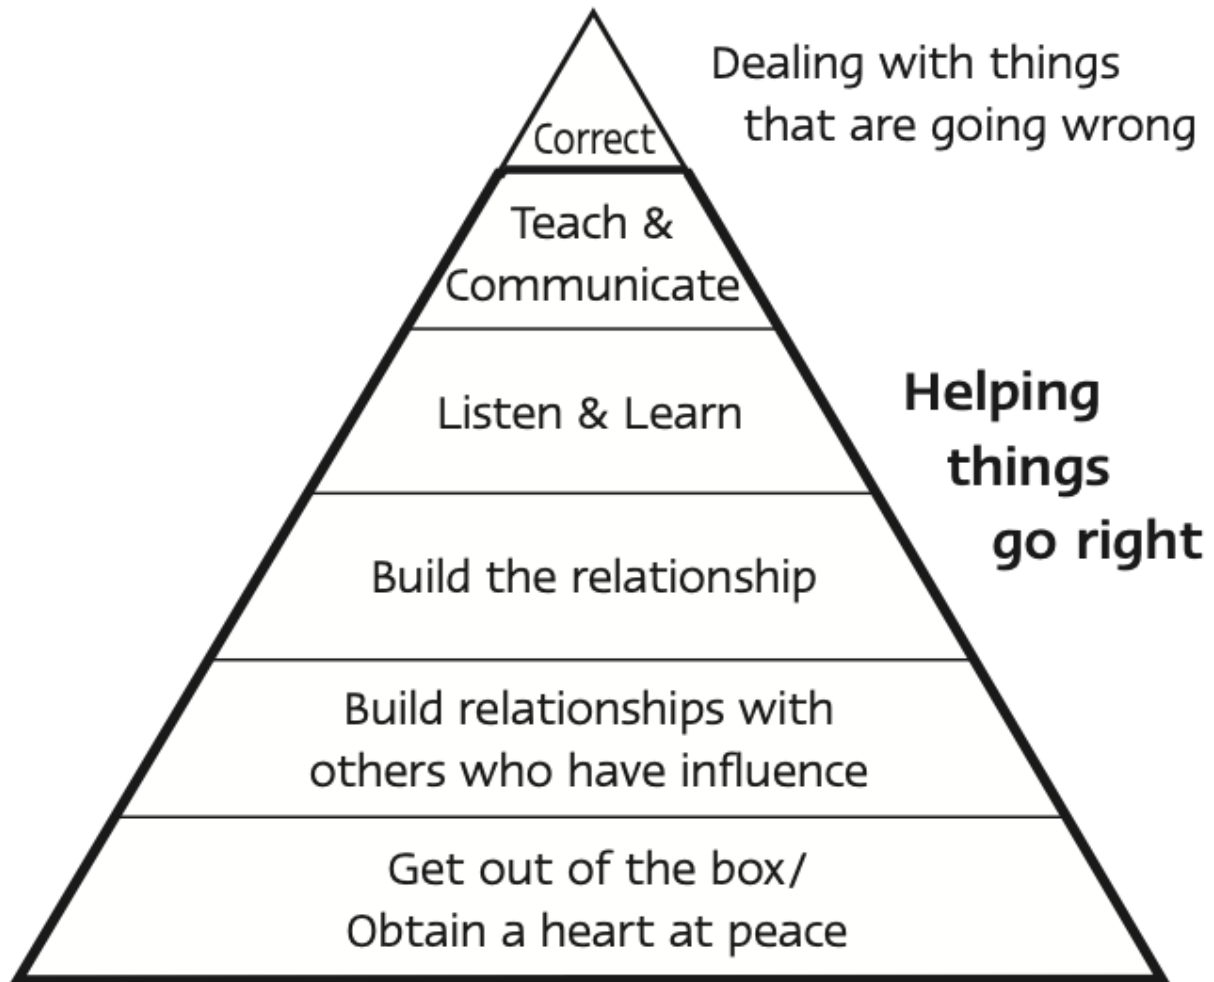 Dealing with things
that are going wrong
Correct
Teach &
Communicate
Listen & Learn
Helping
things
go right
Build the relationship
Build relationships with
others who have influence
Get out of the box/
Obtain a heart at peace